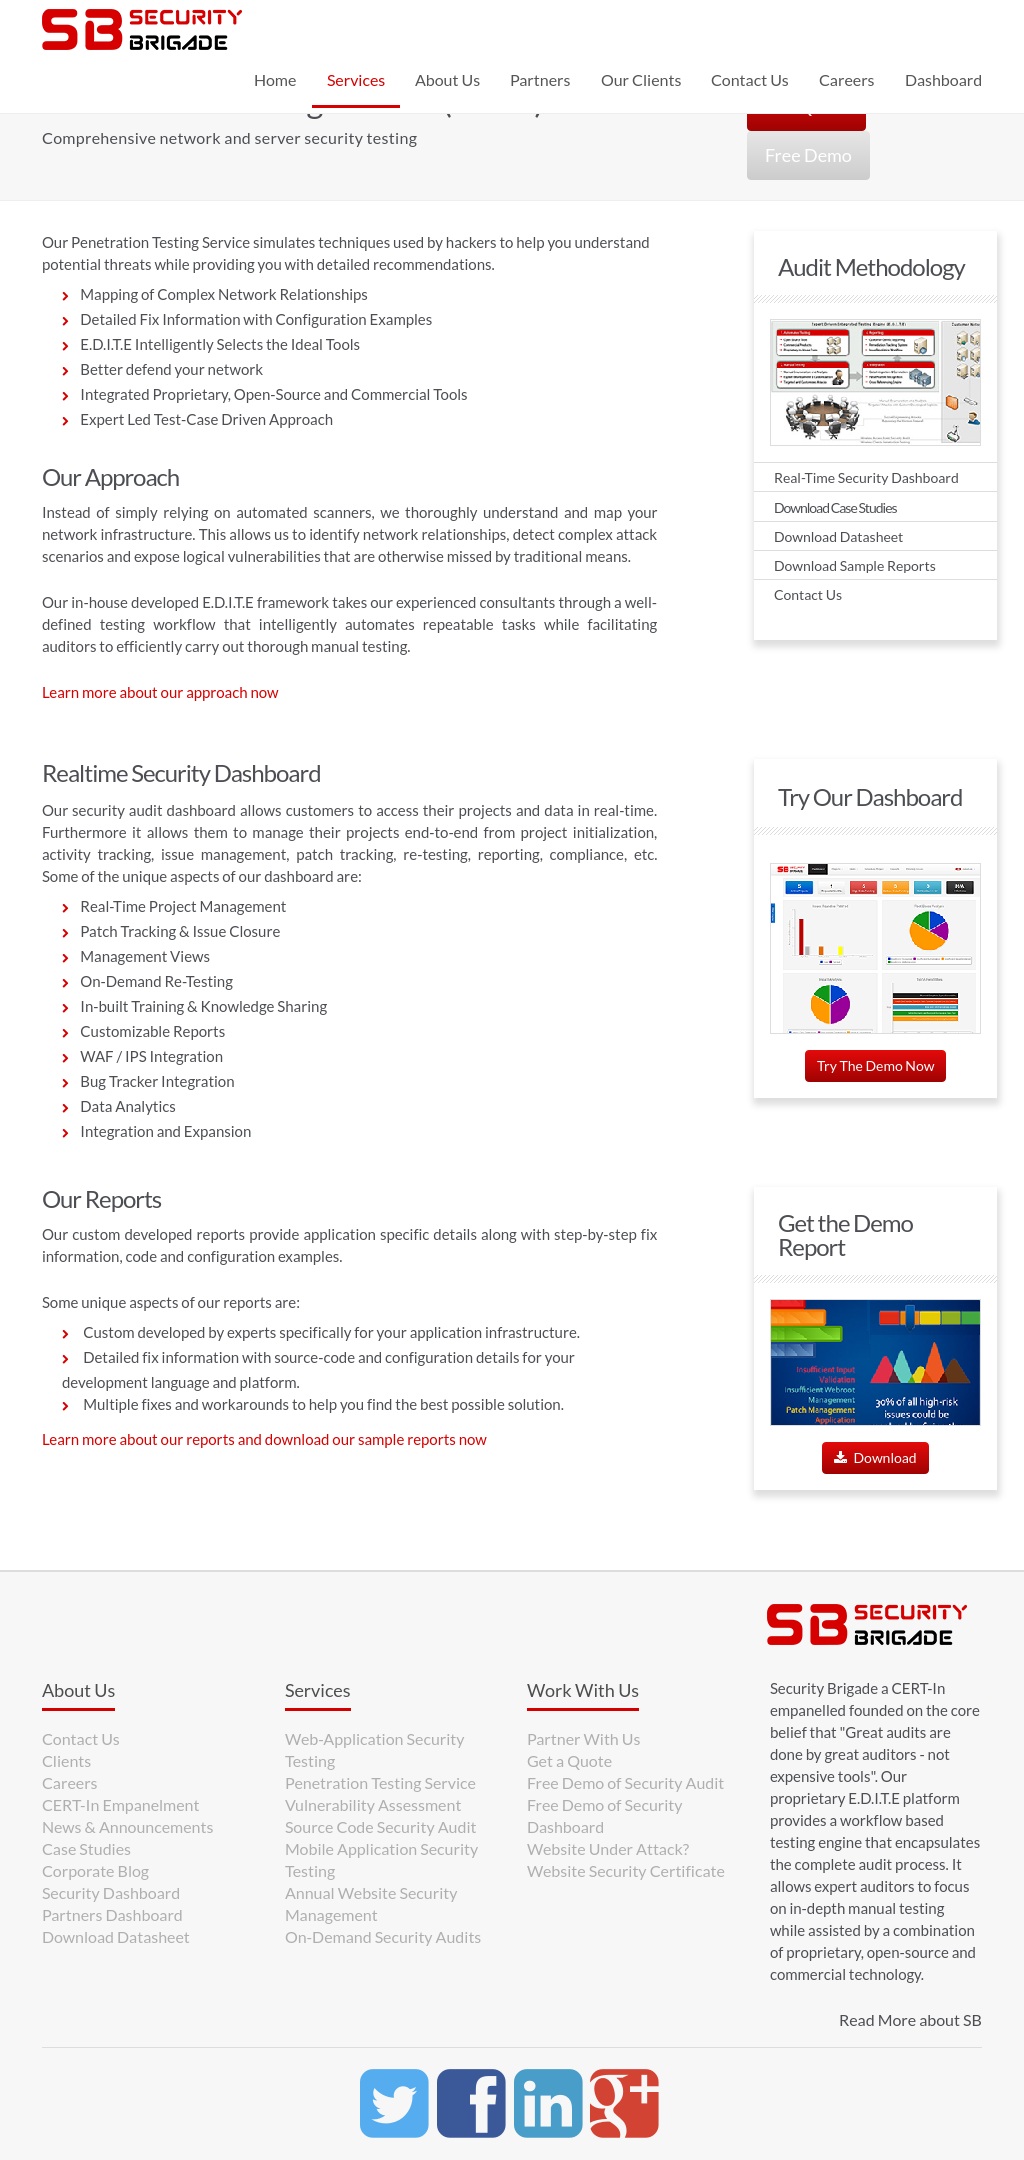 SB SECURITY
BRIGADE
Home Services About Us Partners Our Clients Contact Us Careers Dashboard
Comprehensive network and server security testing
Free Demo
Our Penetration Testing Service simulates techniques used by hackers to help you understand
potential threats while providing you with detailed recommendations.
Mapping of Complex Network Relationships
Detailed Fix Information with Configuration Examples
E.D.I.T.E Intelligently Selects the Ideal Tools
Better defend your network
Integrated Proprietary, Open-Source and Commercial Tools
Expert Led Test-Case Driven Approach
Audit Methodology
Real-Time Security Dashboard
Download Case Studies
Download Datasheet
Download Sample Reports
Contact Us
Our Approach
Instead of simply relying on automated scanners, we thoroughly understand and map your
network infrastructure. This allows us to identify network relationships, detect complex attack
scenarios and expose logical vulnerabilities that are otherwise missed by traditional means.
Our in-house developed E.D.I.T.E framework takes our experienced consultants through a well-
defined testing workflow that intelligently automates repeatable tasks while facilitating
auditors to efficiently carry out thorough manual testing.
Learn more about our approach now
Realtime Security Dashboard
Our security audit dashboard allows customers to access their projects and data in real-time.
Furthermore it allows them to manage their projects end-to-end from project initialization,
activity tracking, issue management, patch tracking, re-testing, reporting, compliance, etc.
Some of the unique aspects of our dashboard are:
Real-Time Project Management
Patch Tracking & Issue Closure
Management Views
On-Demand Re-Testing
In-built Training & Knowledge Sharing
Customizable Reports
WAF / IPS Integration
Bug Tracker Integration
Data Analytics
Integration and Expansion
Try Our Dashboard
Try The Demo Now
Our Reports
Our custom developed reports provide application specific details along with step-by-step fix
information, code and configuration examples.
Some unique aspects of our reports are:
Custom developed by experts specifically for your application infrastructure.
Detailed fix information with source-code and configuration details for your
development language and platform.
Multiple fixes and workarounds to help you find the best possible solution.
Learn more about our reports and download our sample reports now
Get the Demo
Report
Insufficient Input
Validation
Insufficient Webroot
Management
Patch Management
Application
30% of all high-risk
issues could be
Download
SB SECURITY
BRIGADE
About Us
Contact Us
Clients
Careers
CERT-In Empanelment
News & Announcements
Case Studies
Corporate Blog
Security Dashboard
Partners Dashboard
Download Datasheet
Services
Web-Application Security
Testing
Penetration Testing Service
Vulnerability Assessment
Source Code Security Audit
Mobile Application Security
Testing
Annual Website Security
Management
On-Demand Security Audits
Work With Us
Partner With Us
Get a Quote
Free Demo of Security Audit
Free Demo of Security
Dashboard
Website Under Attack?
Website Security Certificate
Security Brigade a CERT-In
empanelled founded on the core
belief that "Great audits are
done by great auditors - not
expensive tools". Our
proprietary E.D.I.T.E platform
provides a workflow based
testing engine that encapsulates
the complete audit process. It
allows expert auditors to focus
on in-depth manual testing
while assisted by a combination
of proprietary, open-source and
commercial technology.
Read More about SB